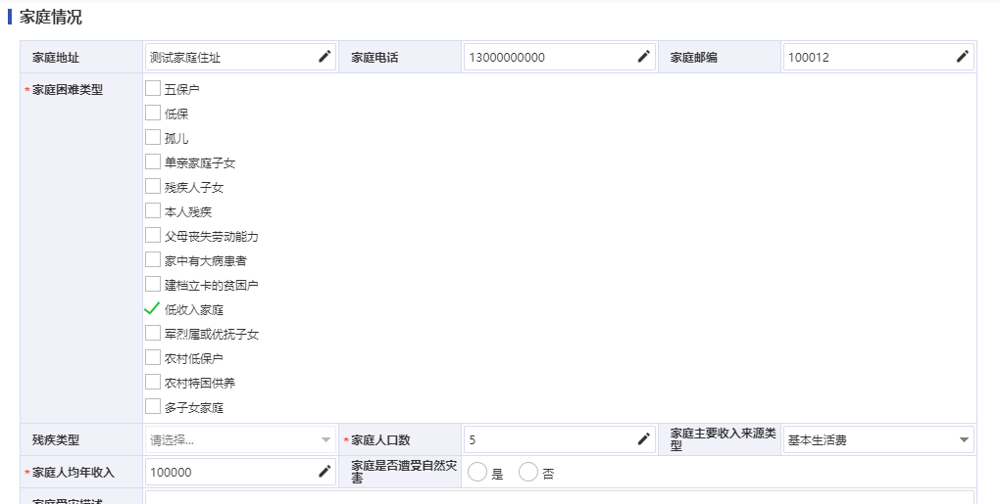 家庭情况
家庭地址 测试家庭住址 家庭电话 13000000000 家庭邮编 100012
* 家庭困难类型
五保户
低保
孤儿
单亲家庭子女
残疾人子女
本人残疾
父母丧失劳动能力
家中有大病患者
建档立卡的贫困户
低收入家庭
军烈属或优抚子女
农村低保户
农村特困供养
多子女家庭
残疾类型 请选择... * 家庭人口数 5 家庭主要收入来源类
型 基本生活费
* 家庭人均年收入 100000 家庭是否遭受自然灾
害 是 否
家庭受灾描述